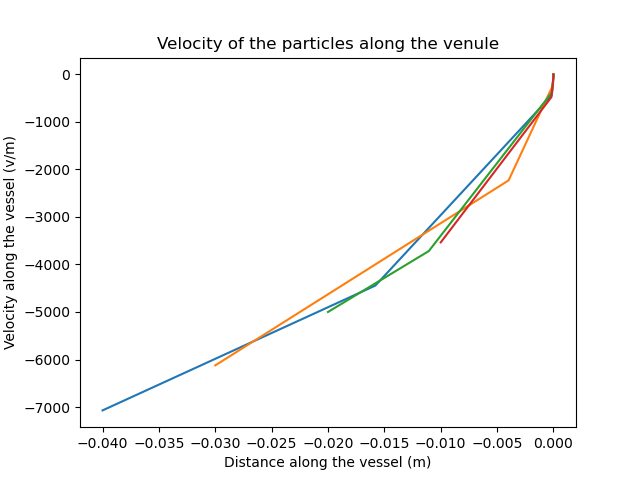 Velocity of the particles along the venule
Velocity along the vessel (v/m)
0
−1000
−2000
−3000
−4000
−5000
−6000
−7000
−0.040 −0.035 −0.030 −0.025 −0.020 −0.015 −0.010 −0.005 0.000
Distance along the vessel (m)